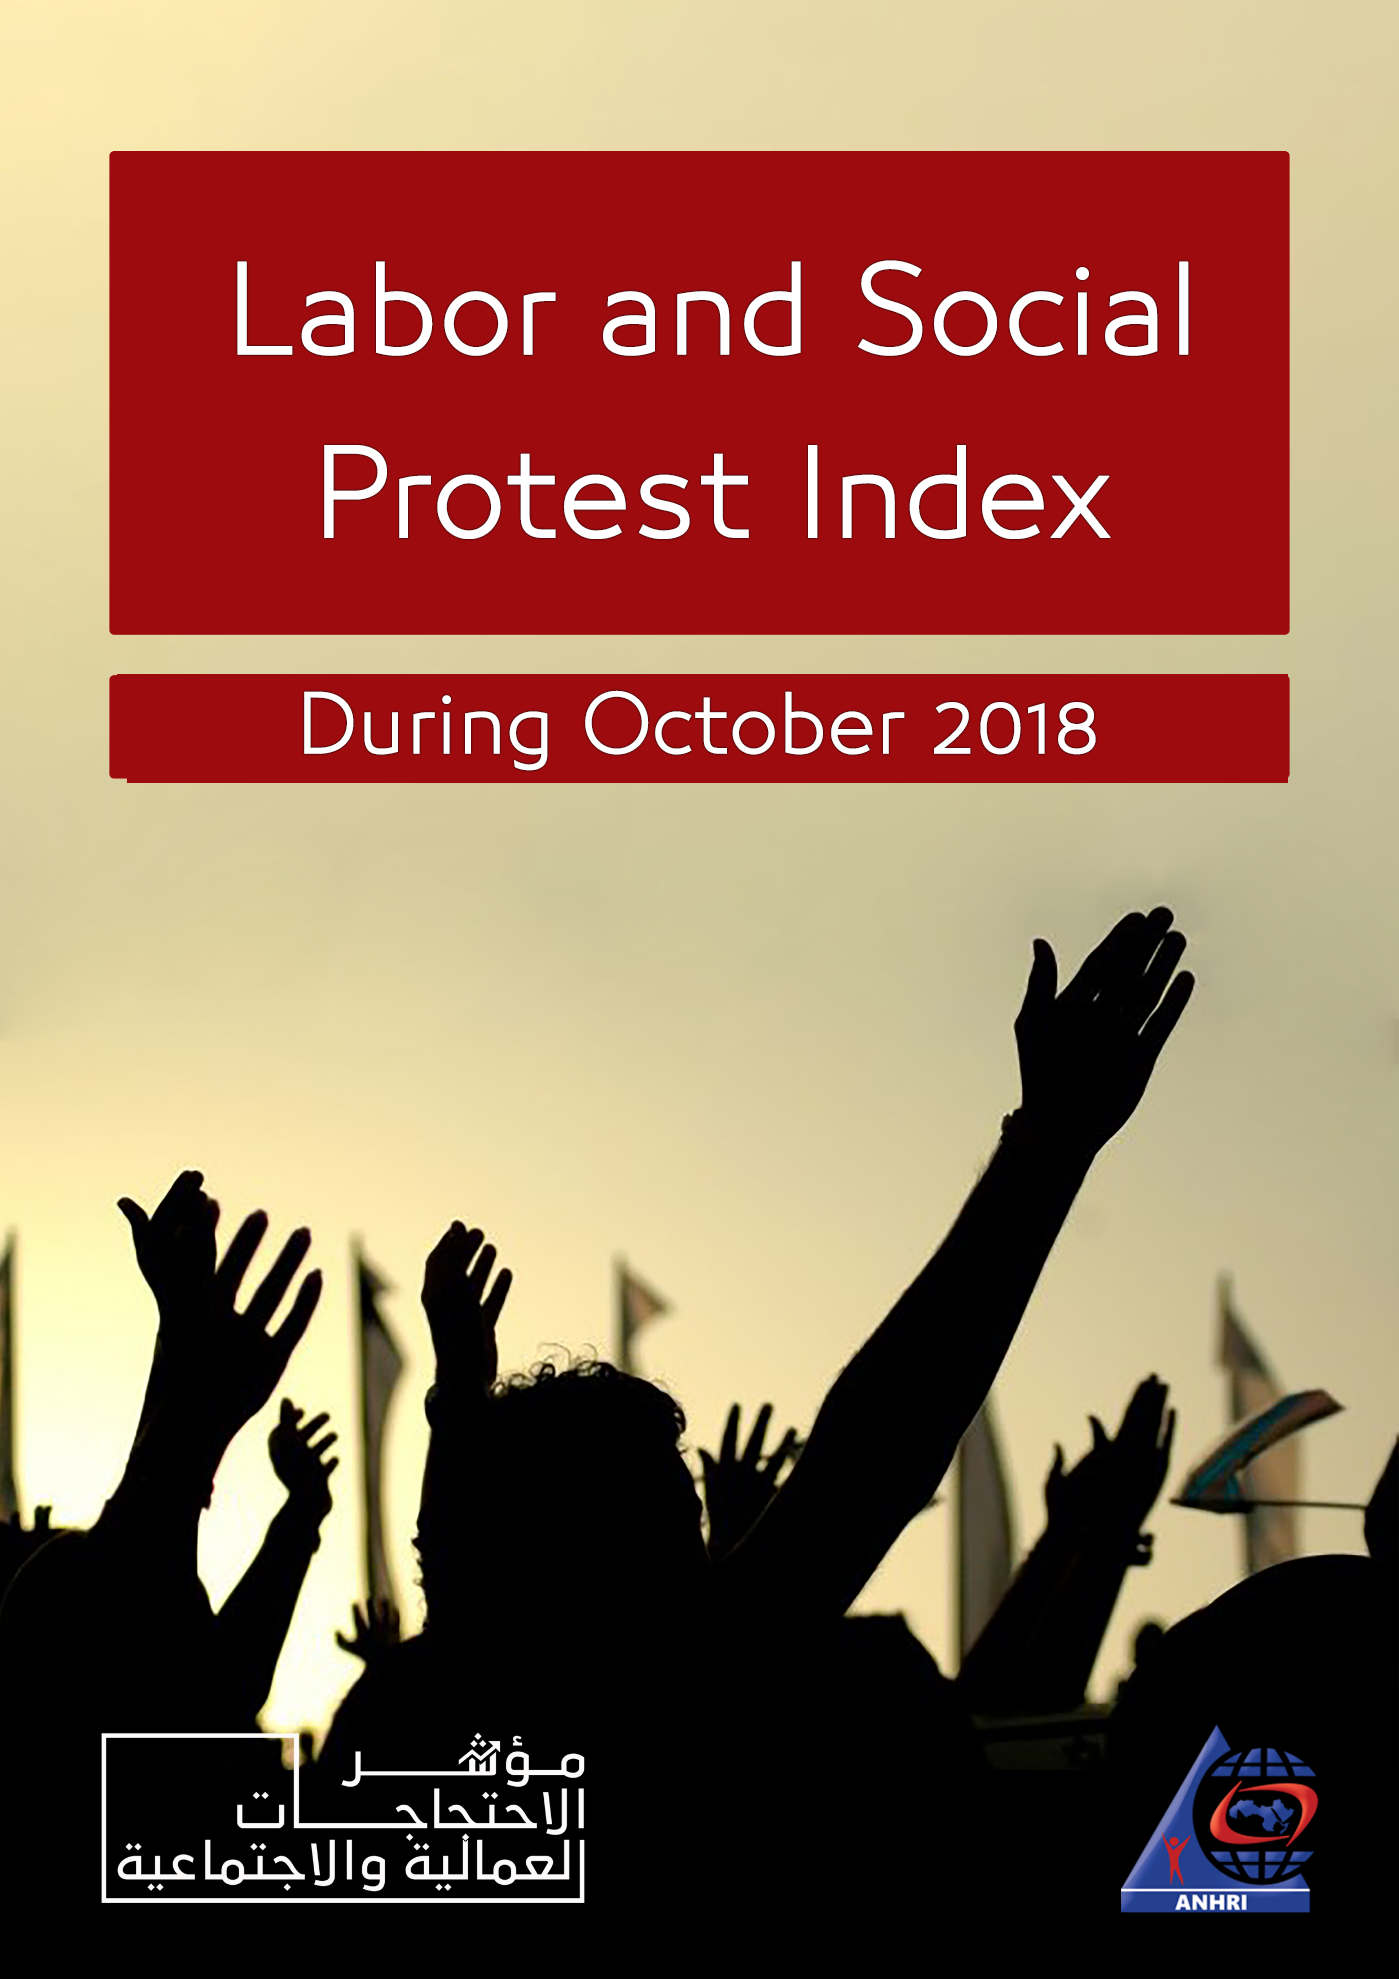 Labor and Social
Protest Index
During October 2018
مؤشر
الاحتجاجات
العمالية والاجتماعية
ANHRI